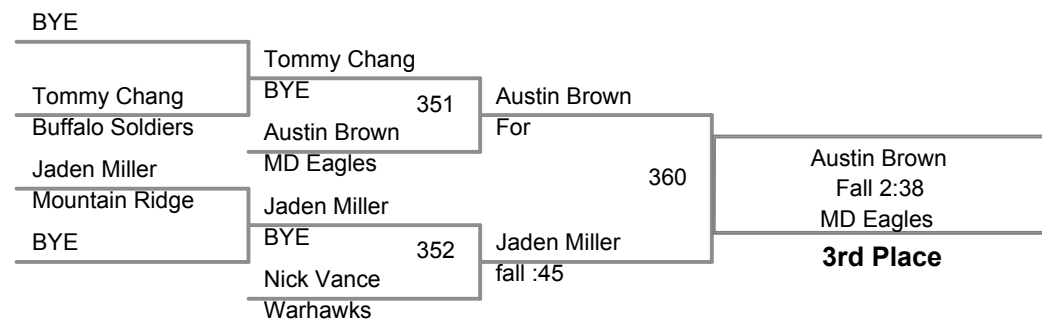 BYE
Tommy Chang
Buffalo Soldiers
Jaden Miller
Mountain Ridge
BYE
Tommy Chang
BYE
351
Austin Brown
MD Eagles
Jaden Miller
BYE
352
Nick Vance
Warhawks
Austin Brown
For
360
Jaden Miller
fall :45
Austin Brown
Fall 2:38
MD Eagles
3rd Place